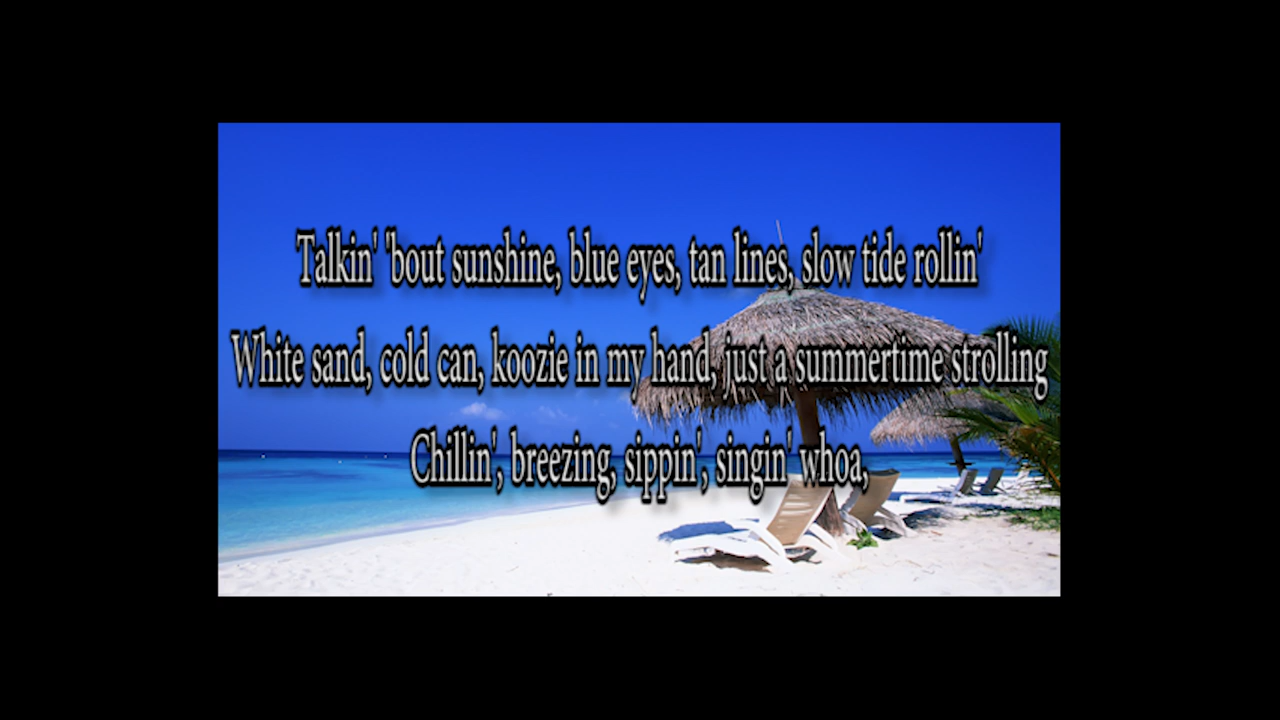 Talkin' 'bout sunshine, blue eyes, tan lines, slow tide rollin'
White sand, cold can, koozie in my hand, just a summertime strolling
Chillin', breezing, sippin', singin' whoa,